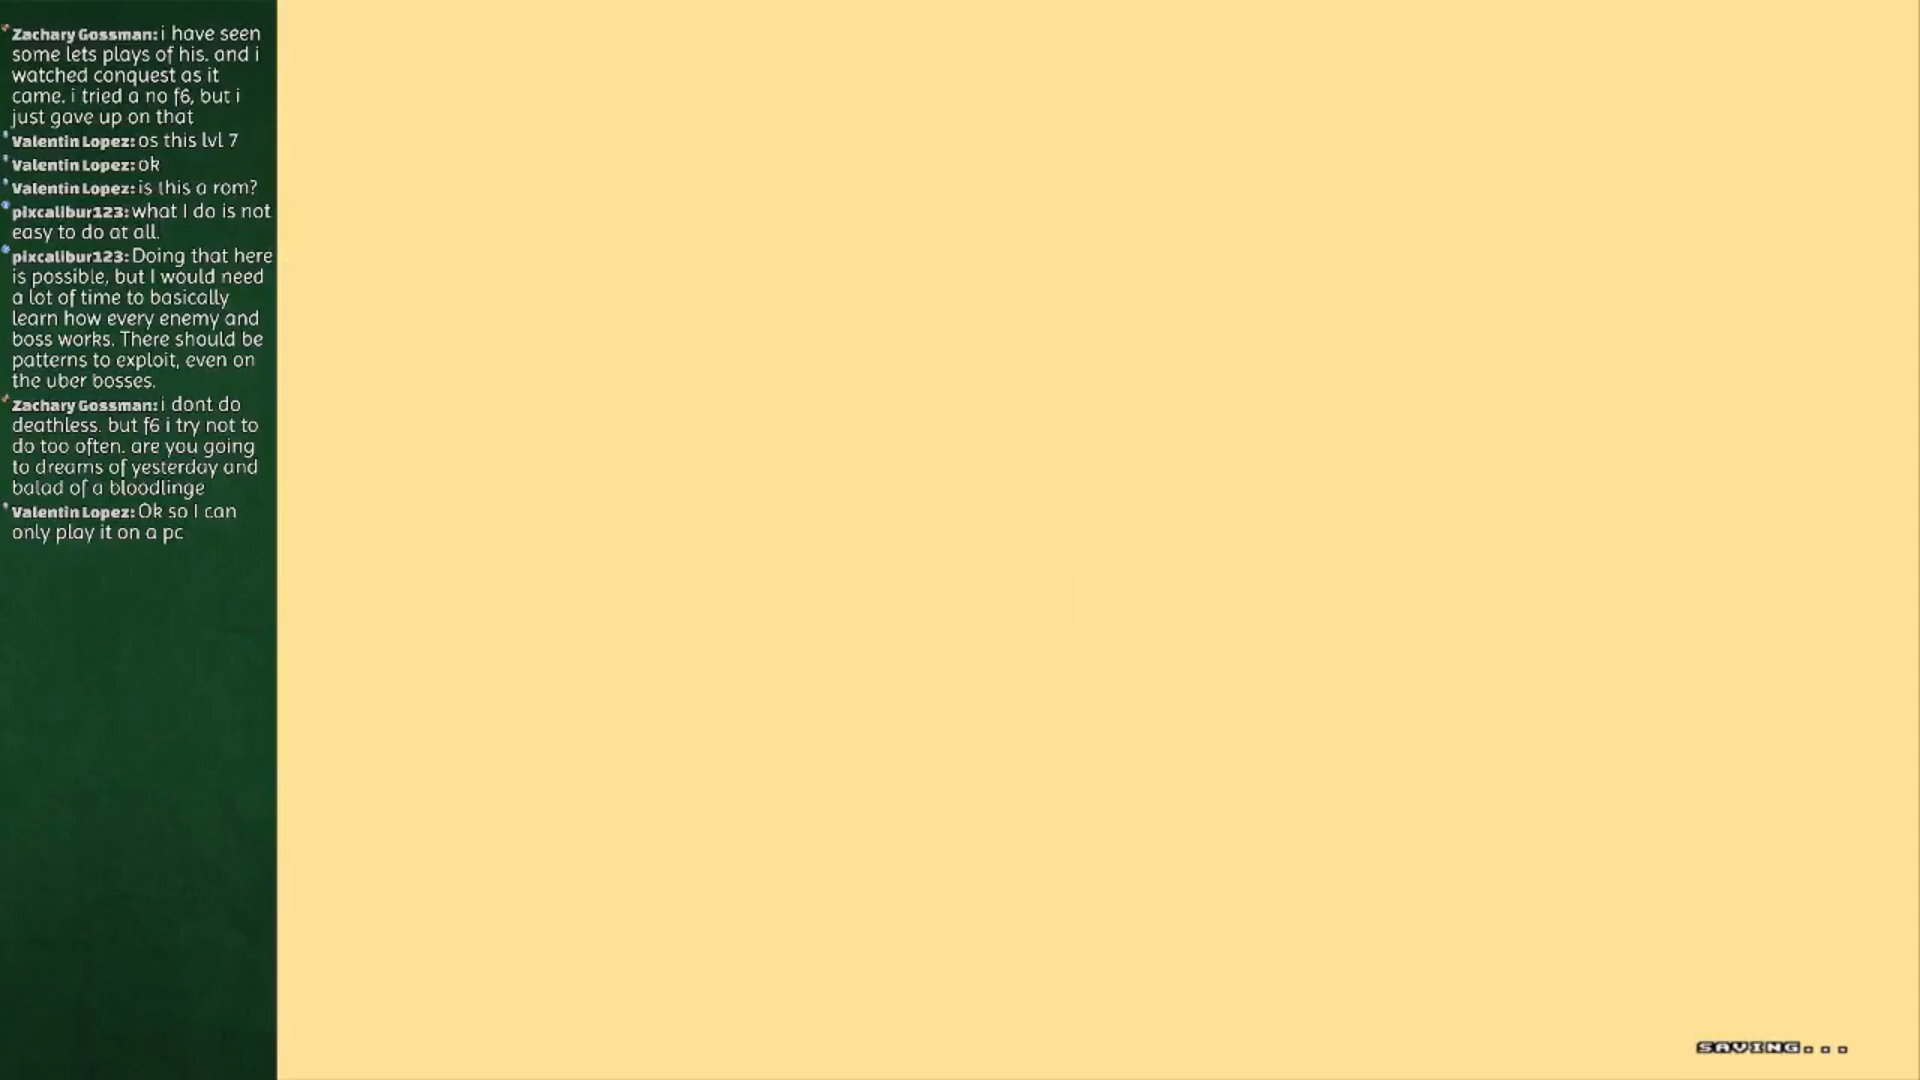 Zachary Gossman: i have seen
some lets plays of his. and i
watched conquest as it
came. i tried a no f6, but i
just gave up on that
Valentin Lopez: os this lvl 7
Valentin Lopez: ok
Valentin Lopez: is this a rom?
pixcalibur123: what I do is not
easy to do at all.
pixcalibur123: Doing that here
is possible, but I would need
a lot of time to basically
learn how every enemy and
boss works. There should be
patterns to exploit, even on
the uber bosses.
Zachary Gossman: i dont do
deathless. but f6 i try not to
do too often. are you going
to dreams of yesterday and
balad of a bloodlinge
Valentin Lopez: Ok so I can
only play it on a pc
SAVING...